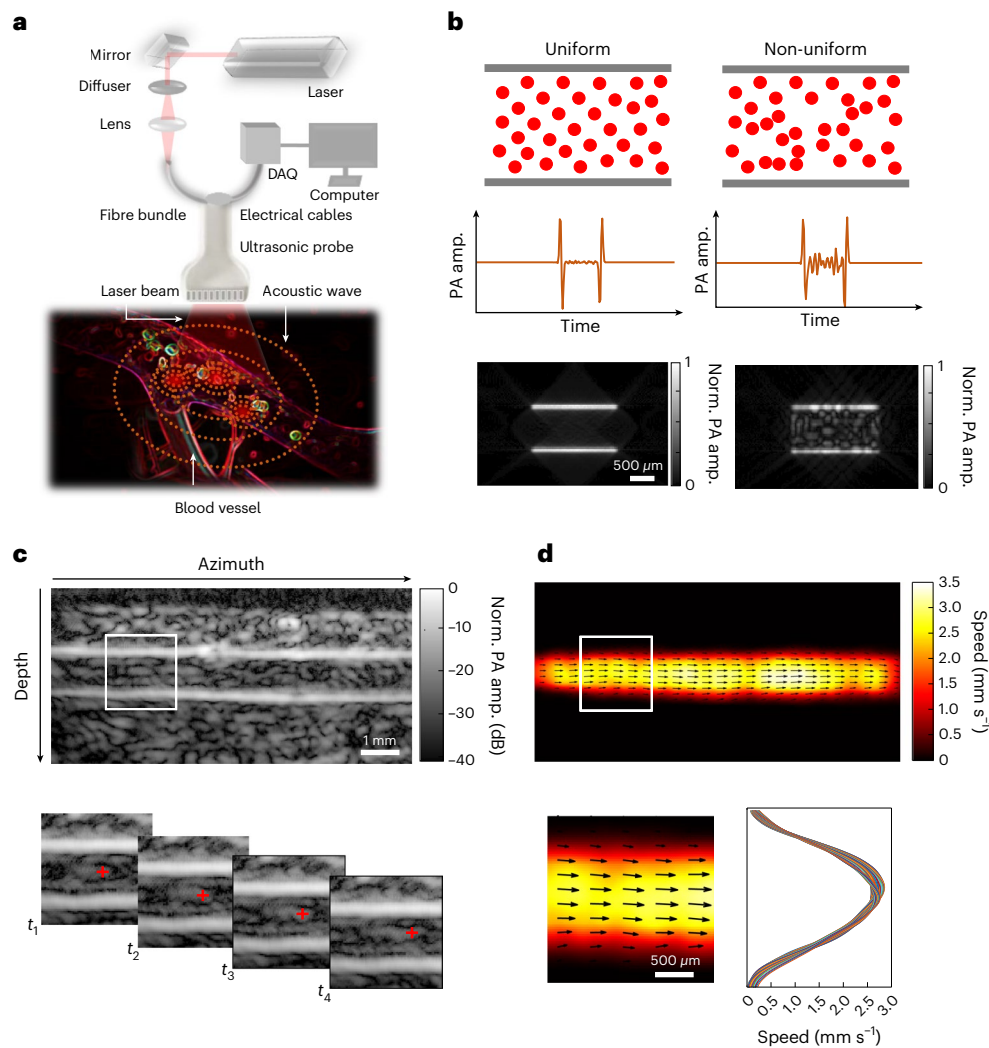 a
Mirror
Diffuser
Lens
Laser
DAQ
Computer
Fibre bundle
Electrical cables
Ultrasonic probe
Laser beam
Acoustic wave
Blood vessel
b
Uniform
Non-uniform
PA amp.
Time
PA amp.
Time
1
0
Norm. PA amp.
500 µm
1
0
Norm. PA amp.
c
Azimuth
Depth
1 mm
0
–10
–20
–30
–40
Norm. PA amp. (dB)
t1
t2
t3
t4
d
3.5
3.0
2.5
2.0
1.5
1.0
0.5
0
Speed (mm s⁻¹)
500 µm
0
0.5
1.0
1.5
2.0
2.5
3.0
Speed (mm s⁻¹)